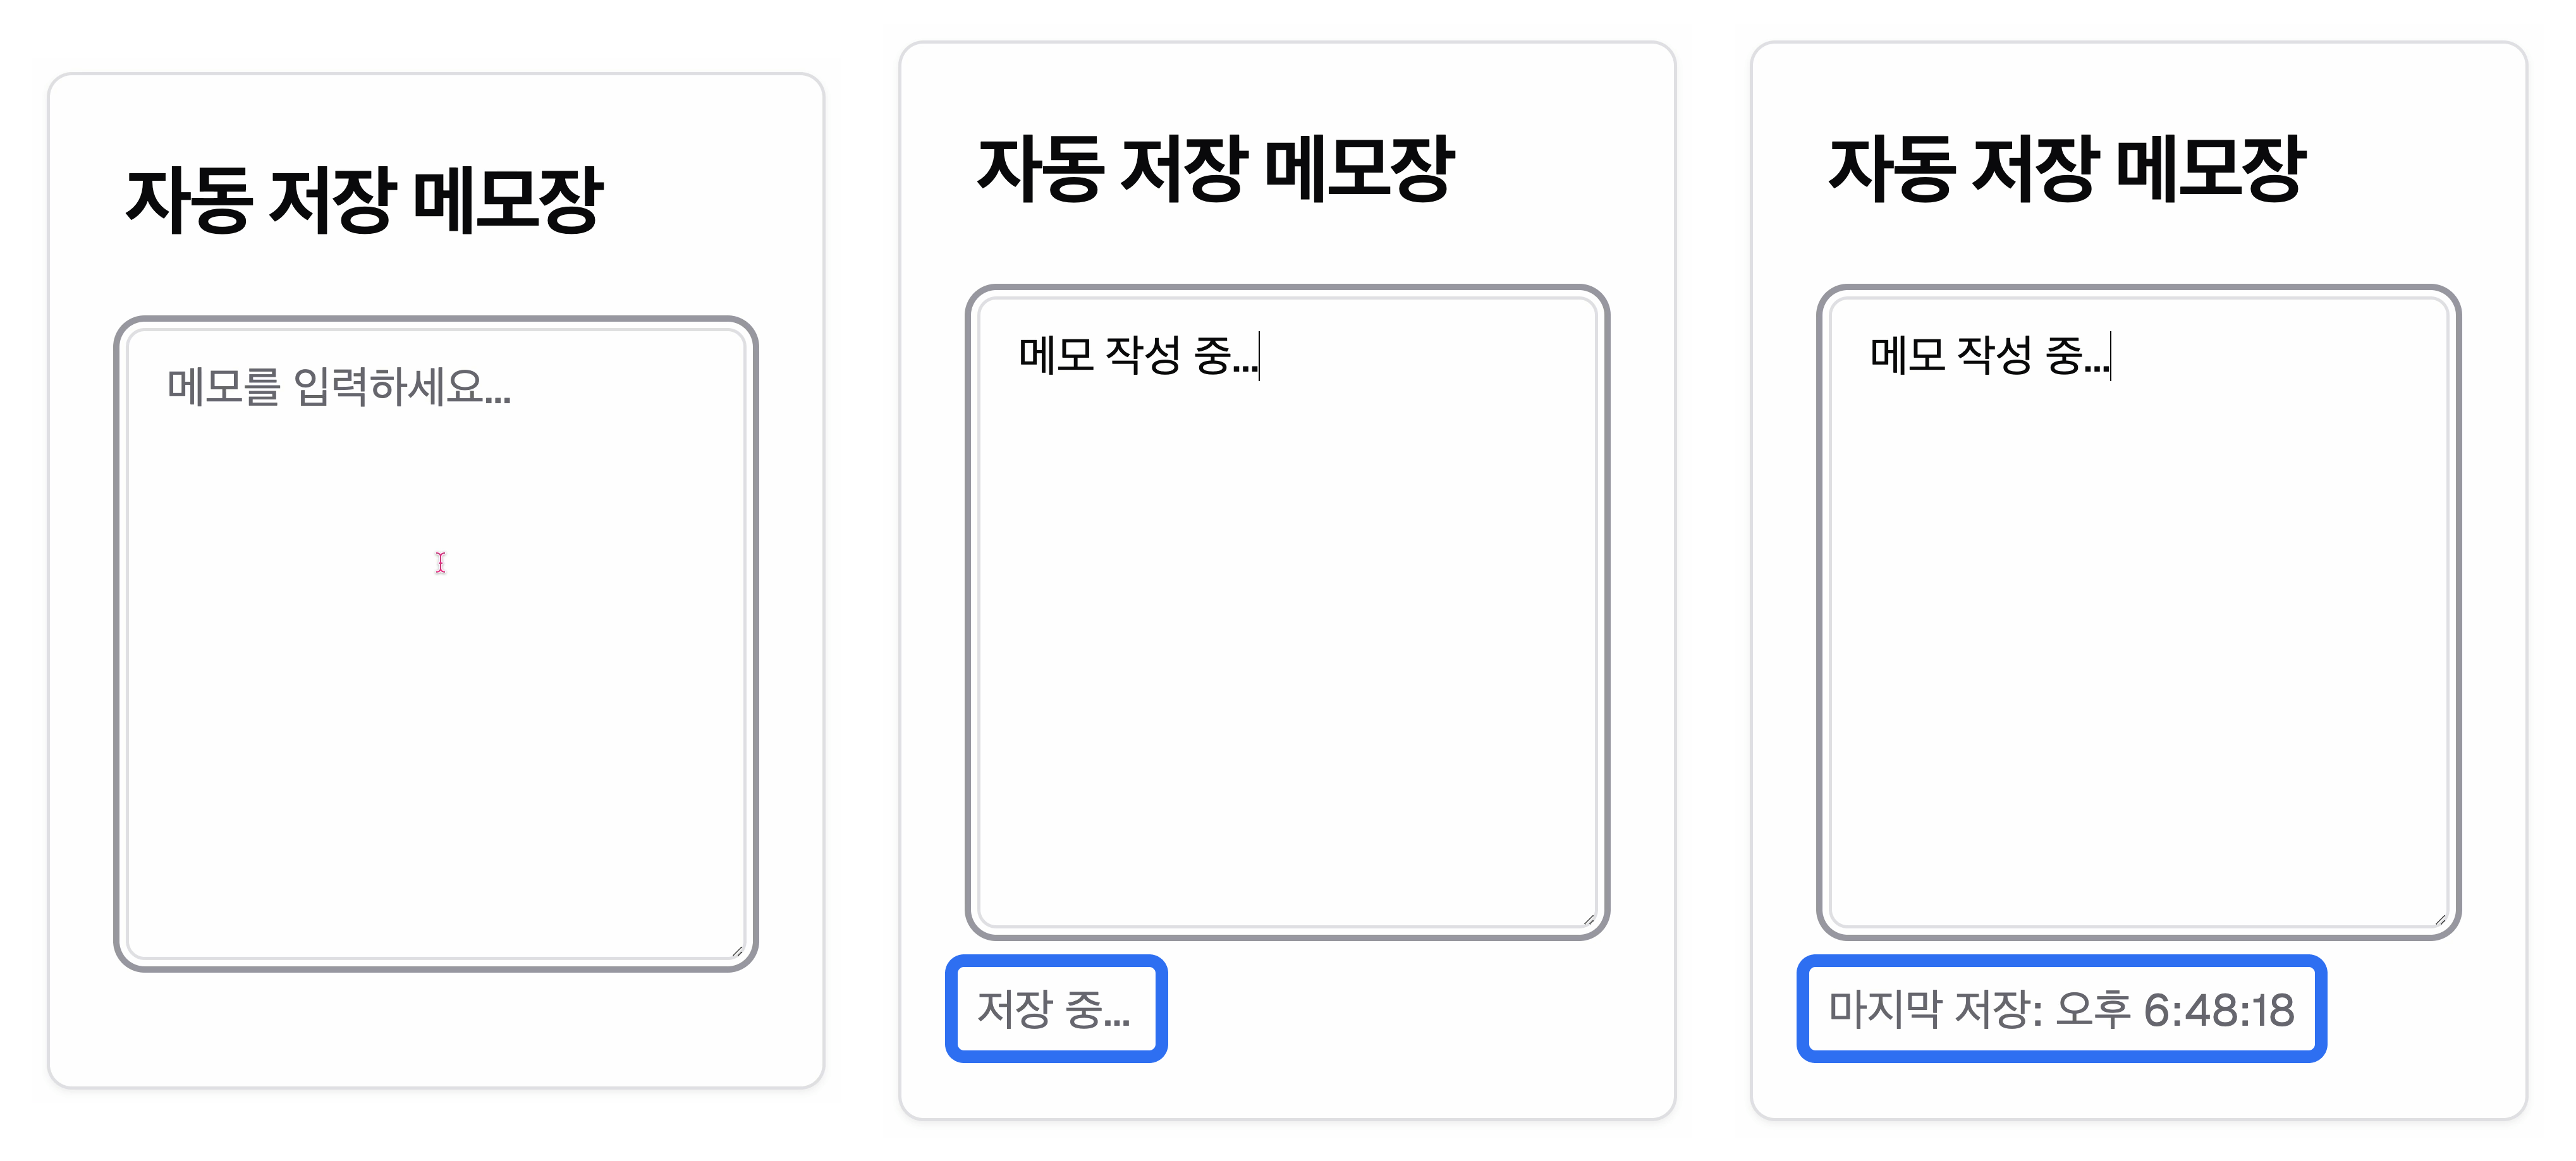 자동 저장 메모장
메모를 입력하세요...
자동 저장 메모장
메모 작성 중...
저장 중...
자동 저장 메모장
메모 작성 중...
마지막 저장: 오후 6:48:18